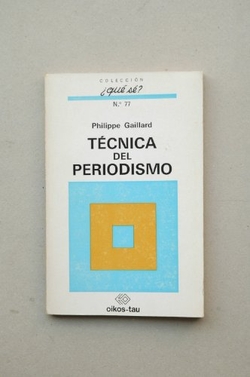 COLECCIÓN
¿qué sé?
N.° 77
Philippe Gaillard
TÉCNICA
DEL
PERIODISMO
oikos-tau